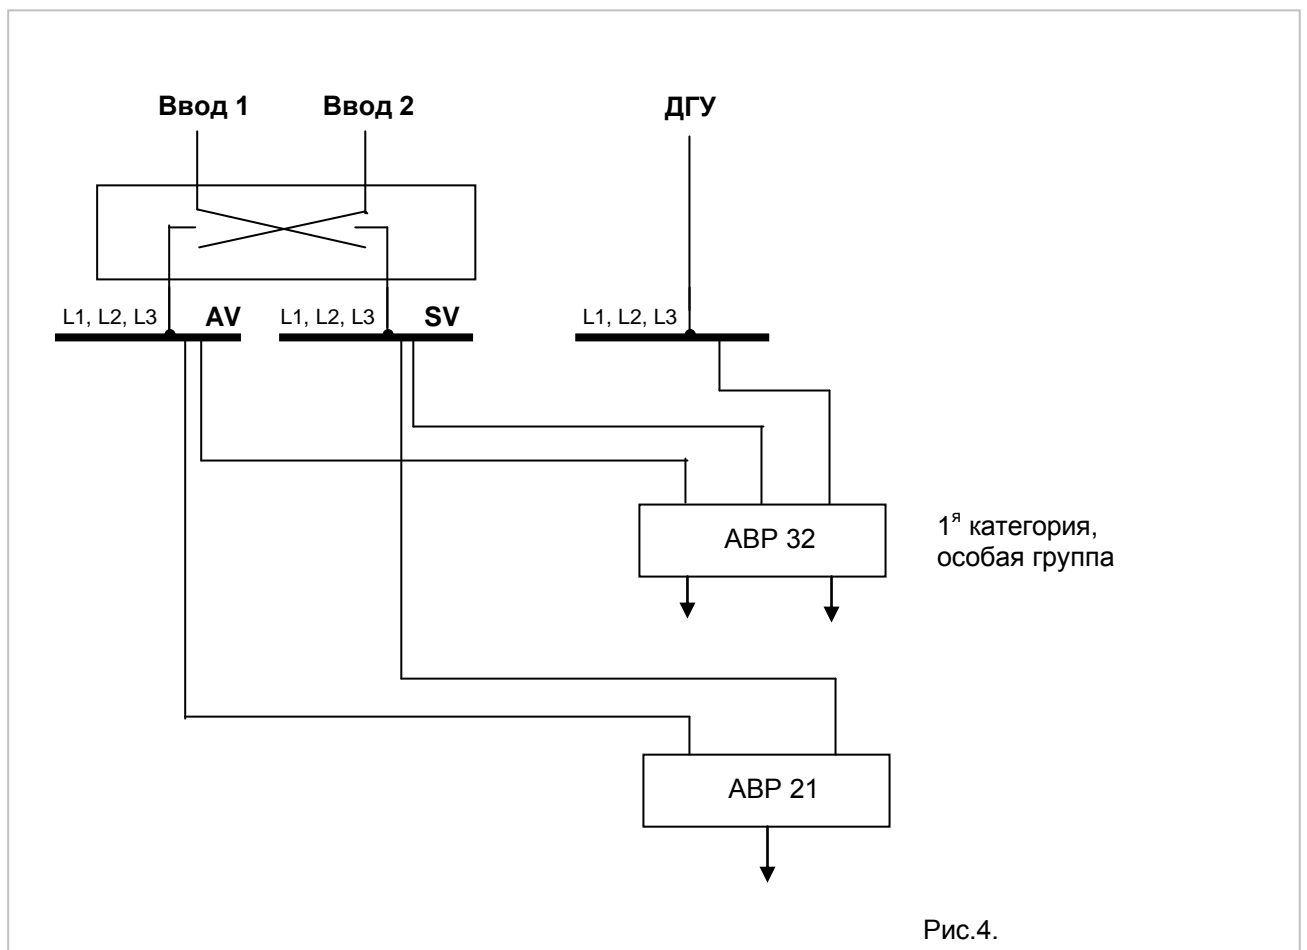 Ввод 1 Ввод 2 ДГУ
L1, L2, L3 AV L1, L2, L3 SV L1, L2, L3
АВР 32
1я категория,
особая группа
АВР 21
Рис.4.